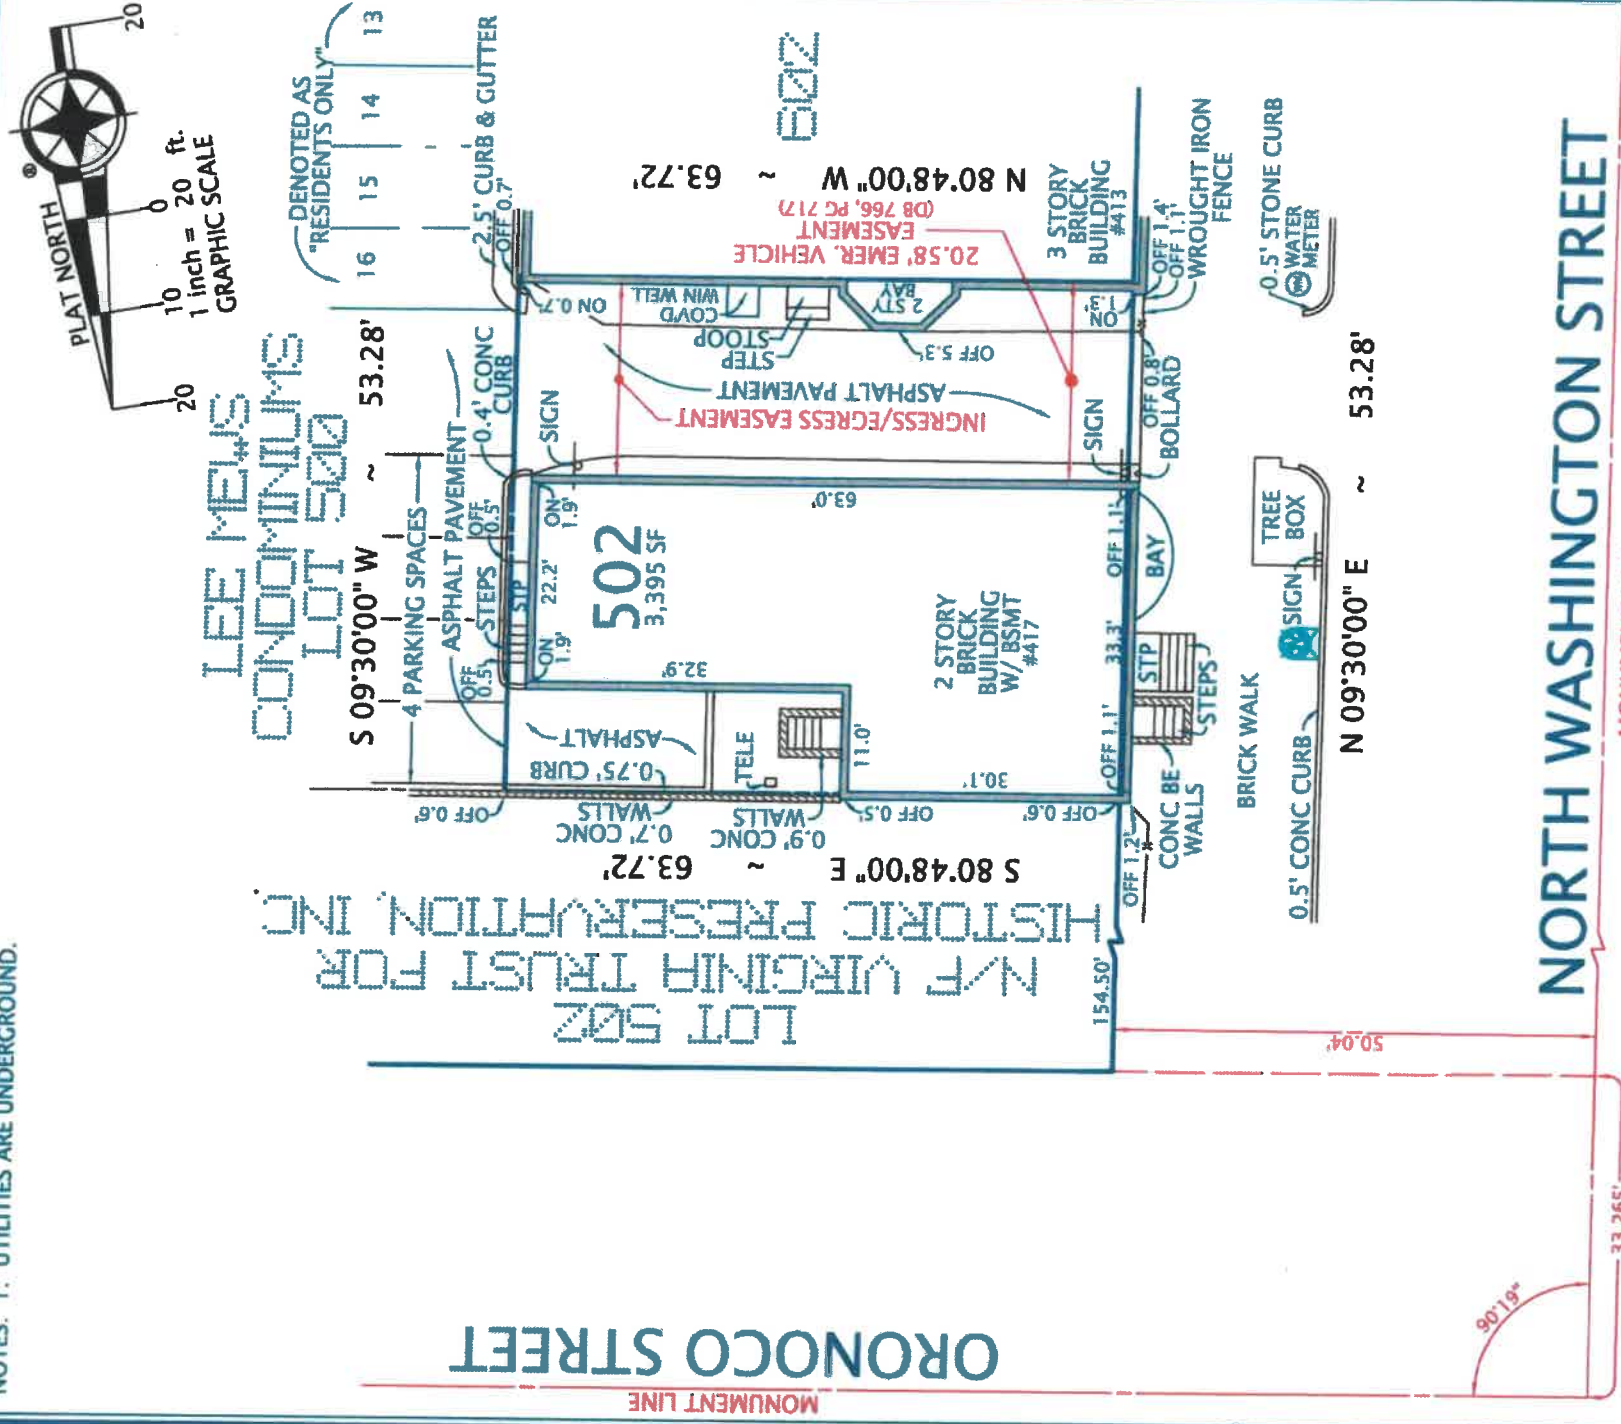 NOTES: 1. UTILITIES ARE UNDERGROUND.
PLAT NORTH
®
20
10
0
20
1 inch = 20 ft.
GRAPHIC SCALE
DENOTED AS
"RESIDENTS ONLY"
16
15
14
13
2.5' CURB & GUTTER
OFF 0.7'
LEE MEWS
CONDOMINIUMS
LOT 500
S 09°30'00" W ~ 53.28'
4 PARKING SPACES
ASPHALT PAVEMENT
0.4' CONC
CURB
OFF
0.5'
STEPS
OFF
0.5'
STP
SIGN
ON
1.9'
22.2'
ON
1.9'
502
3,395 SF
32.9'
63.0'
2 STORY
BRICK
BUILDING
W/ BSMT
#417
11.0'
30.1'
33.3'
OFF 1.1'
OFF 1.1'
BAY
STP
STEPS
ASPHALT
0.75' CURB
TELE
OFF 0.6'
0.7' CONC
WALLS
0.9' CONC
WALLS
OFF 0.5'
OFF 0.6'
S 80°48'00" E ~ 63.72'
LOT 502
N/F VIRGINIA TRUST FOR
HISTORIC PRESERVATION, INC.
154.50'
OFF 1.2'
CONC BE
WALLS
BRICK WALK
0.5' CONC CURB
SIGN
TREE
BOX
N 09°30'00" E ~ 53.28'
INGRESS/EGRESS EASEMENT
ASPHALT PAVEMENT
STEP
STOOP
COVD
WIN WELL
ON 0.7'
2 STY
BAY
OFF 5.3'
ON
1.3'
SIGN
OFF 0.8'
BOLLARD
20.58' EMER. VEHICLE
EASEMENT
(DB 766, PG 717)
N 80°48'00" W ~ 63.72'
602
3 STORY
BRICK
BUILDING
#413
OFF 1.4'
OFF 1.1'
WROUGHT IRON
FENCE
0.5' STONE CURB
WATER
METER
NORTH WASHINGTON STREET
50.04'
33.265'
90°19"
ORONOCO STREET
MONUMENT LINE